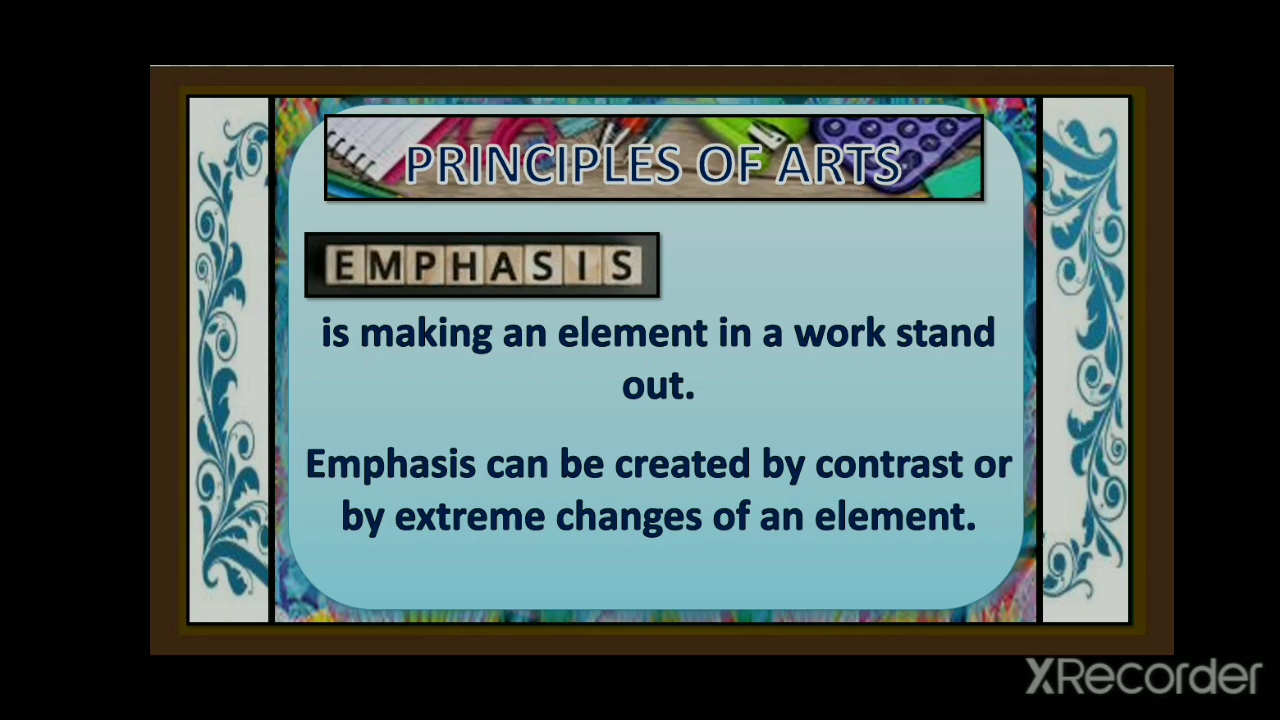 PRINCIPLES OF ARTS
EMPHASIS
is making an element in a work stand
out.
Emphasis can be created by contrast or
by extreme changes of an element.
XRecorder